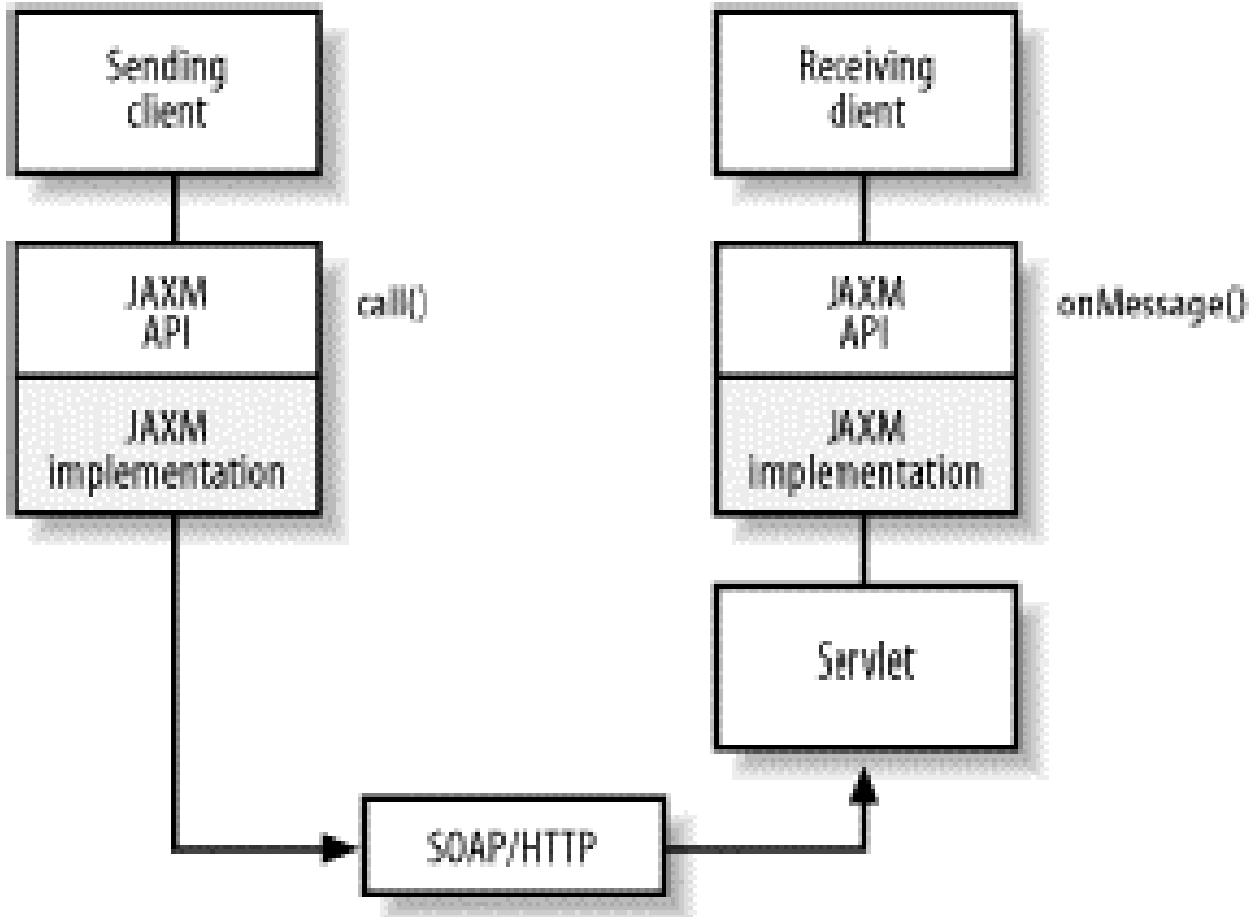 Sending
client
JAXM
API
call()
JAXM
implementation
Receiving
client
JAXM
API
onMessage()
JAXM
implementation
Servlet
SOAP/HTTP